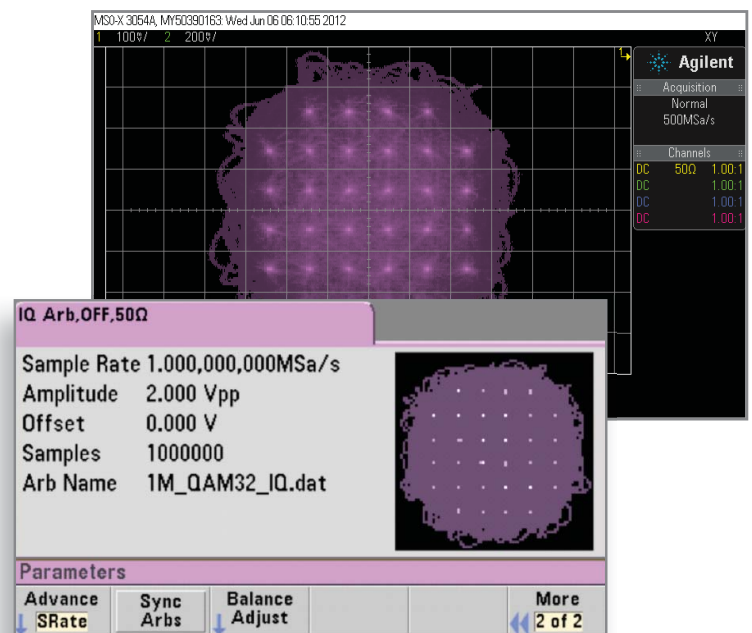 MSO-X 3054A, MY50390163: Wed Jun 06 06:10:55 2012
1 100⩒/ 2 200⩒/ XY
1
Agilent
Acquisition
Normal
500MSa/s
Channels
DC 50Ω 1.00:1
DC 1.00:1
DC 1.00:1
DC 1.00:1
IQ Arb,OFF,50Ω
Sample Rate 1.000,000,000MSa/s
Amplitude 2.000 Vpp
Offset 0.000 V
Samples 1000000
Arb Name 1M_QAM32_IQ.dat
Parameters
Advance
SRate
Sync
Arbs
Balance
Adjust
More
2 of 2